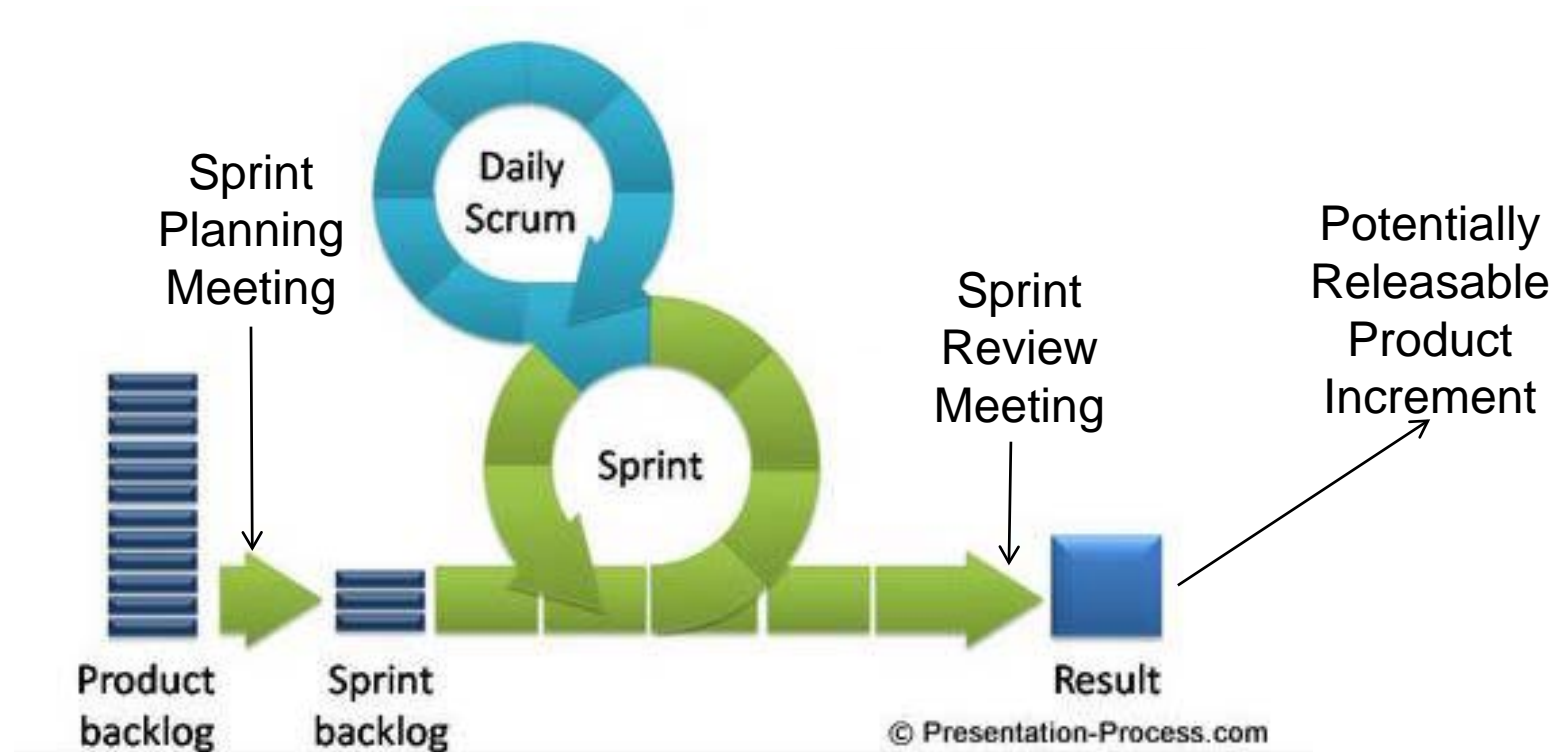 Sprint
Planning
Meeting
Daily
Scrum
Sprint
Sprint
Review
Meeting
Potentially
Releasable
Product
Increment
Product
backlog
Sprint
backlog
Result
© Presentation-Process.com